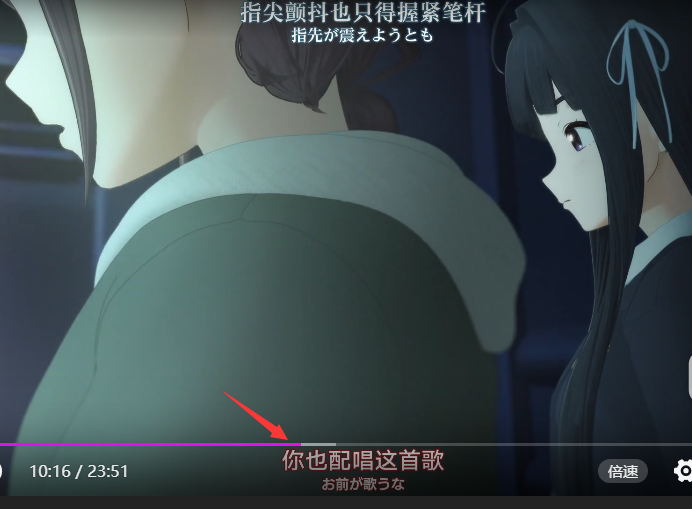 指尖颤抖也只得握紧笔杆
指先が震えようとも
你也配唱这首歌
お前が歌うな
10:16 / 23:51
倍速